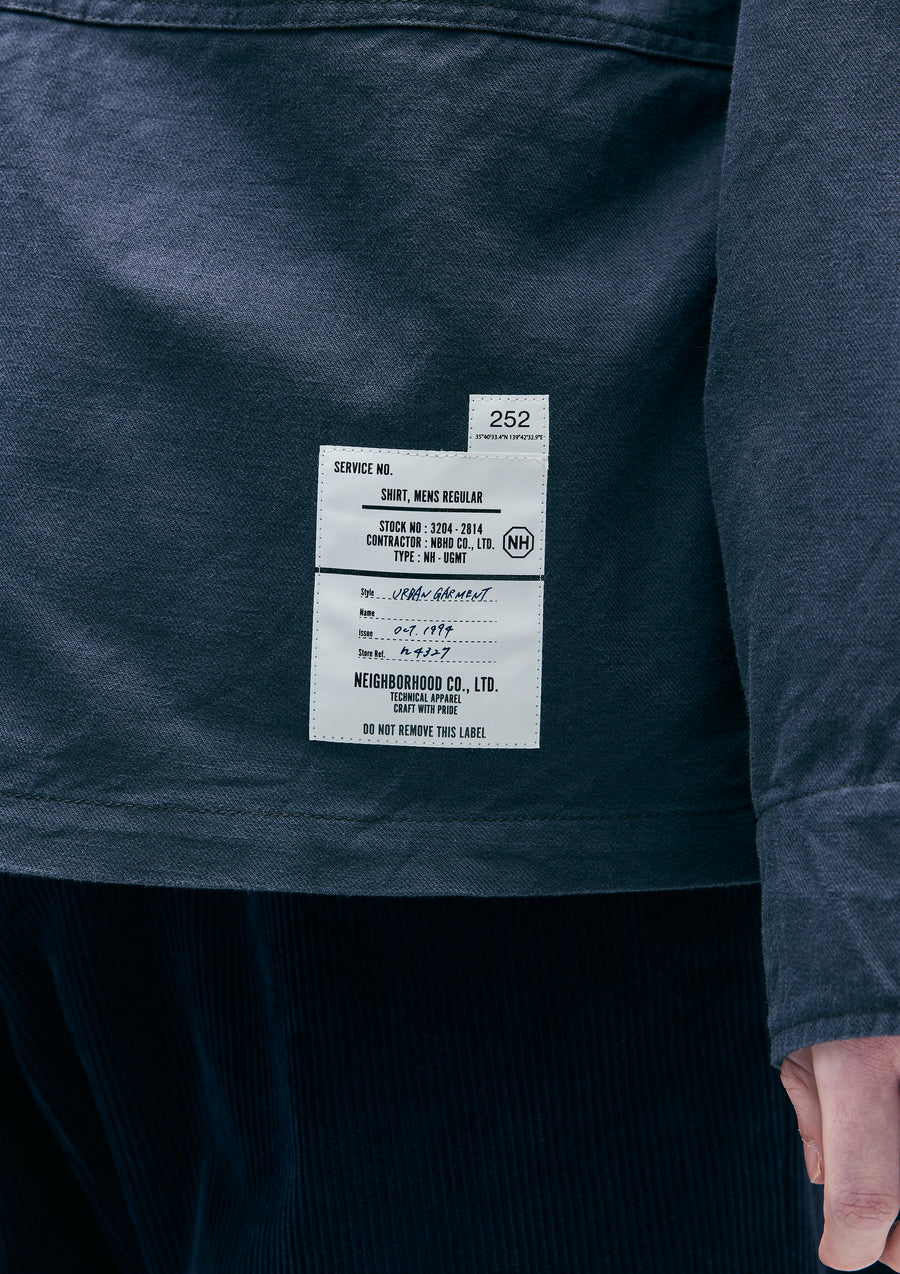 252
35°40'33.4"N 139°42'32.9"E
SERVICE NO.
SHIRT, MENS REGULAR
STOCK NO : 3204 - 2814
CONTRACTOR : NBHD CO., LTD.
TYPE : NH - UGMT
NH
Style URBAN GARMENT
Name
Issue OCT. 1994
Store Ref. n4327
NEIGHBORHOOD CO., LTD.
TECHNICAL APPAREL
CRAFT WITH PRIDE
DO NOT REMOVE THIS LABEL